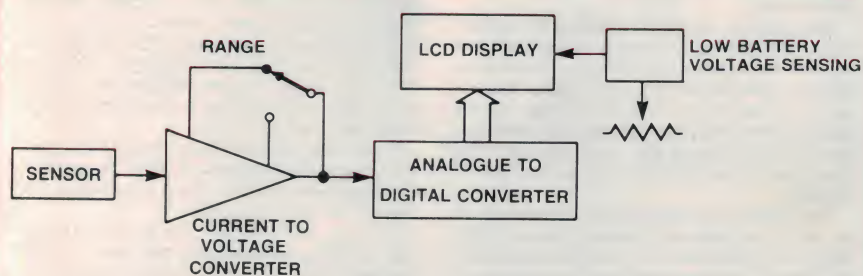 RANGE
LCD DISPLAY
LOW BATTERY
VOLTAGE SENSING
SENSOR
CURRENT TO
VOLTAGE
CONVERTER
ANALOGUE TO
DIGITAL CONVERTER